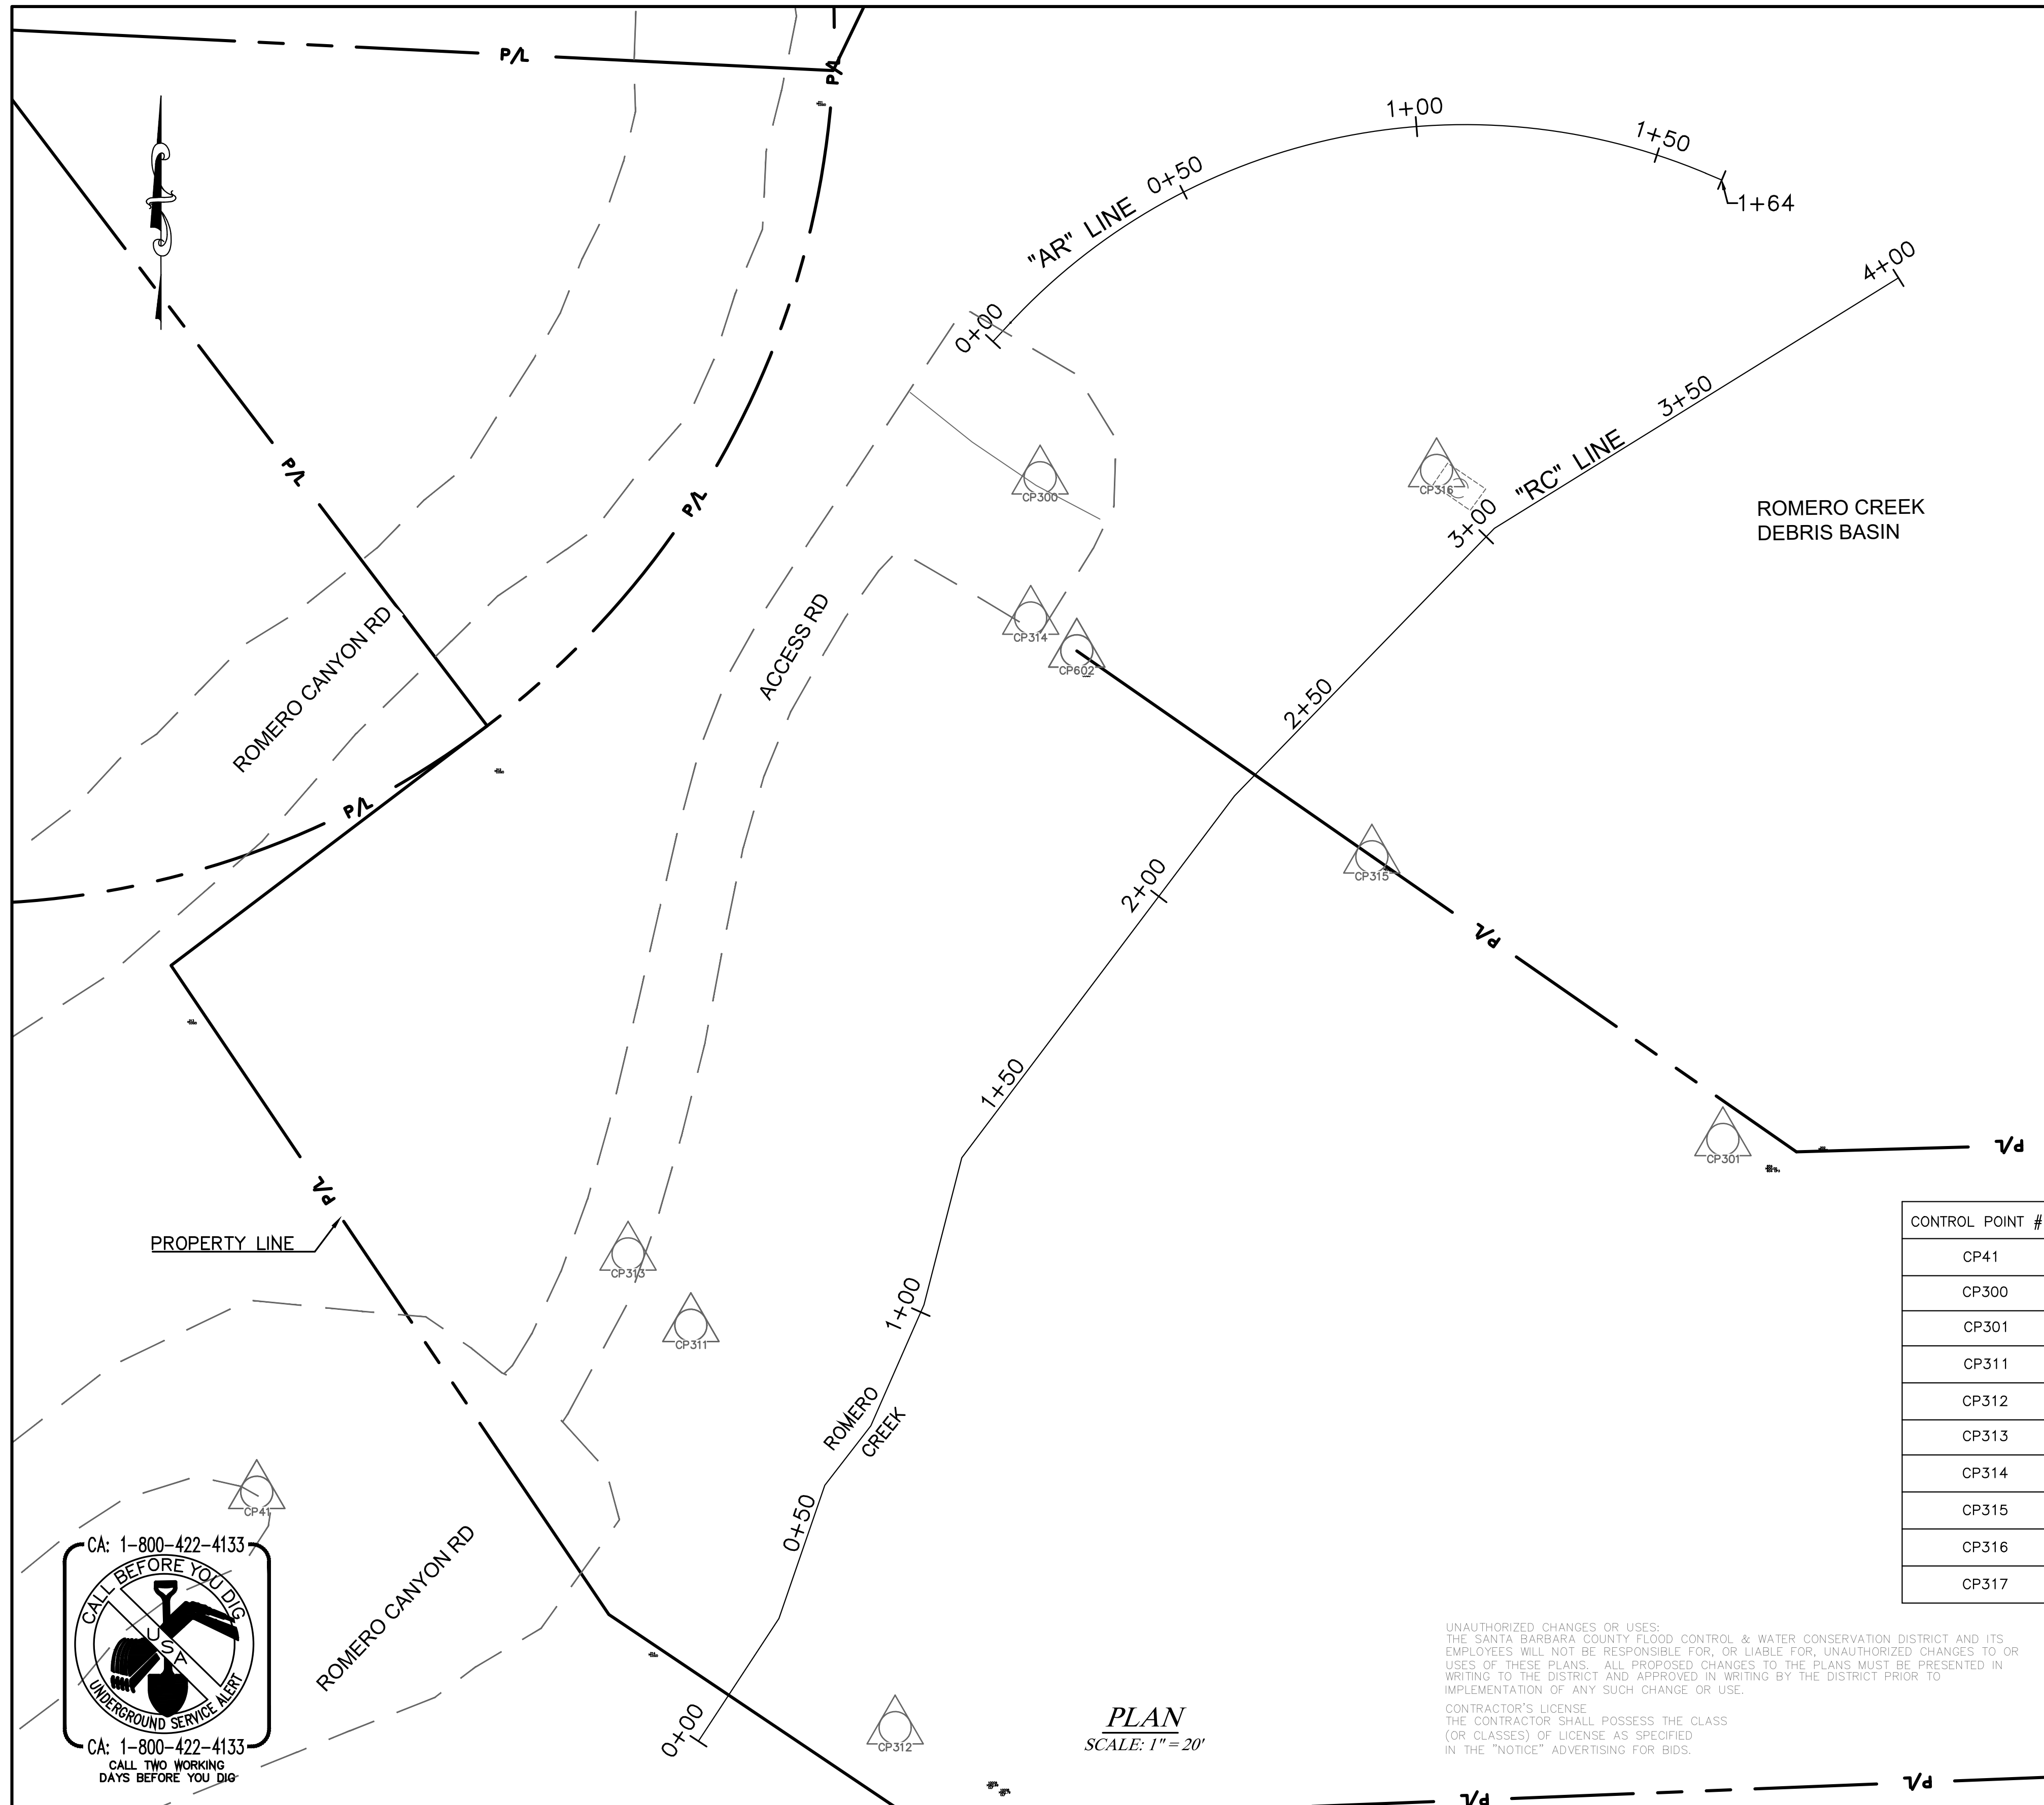 P/L
P/L
1+00
1+50
0+50
"AR" LINE
1+64
4+00
0+00
3+50
P/L
"RC" LINE
CP300
CP316
P/L
ROMERO CREEK
DEBRIS BASIN
3+00
ROMERO CANYON RD
ACCESS RD
CP314
CP602
2+50
P/L
CP315
2+00
P/L
1+50
CP301
P/L
P/L
PROPERTY LINE
CP313
1+00
CP311
ROMERO
CREEK
CONTROL POINT #
CP41
CP300
CP301
CP311
CP312
CP313
CP314
CP315
CP316
CP317
CP41
0+50
ROMERO CANYON RD
CA: 1-800-422-4133
CALL BEFORE YOU DIG
USA
UNDERGROUND SERVICE ALERT
CA: 1-800-422-4133
CALL TWO WORKING
DAYS BEFORE YOU DIG
0+00
CP312
PLAN
SCALE: 1" = 20'
UNAUTHORIZED CHANGES OR USES:
THE SANTA BARBARA COUNTY FLOOD CONTROL & WATER CONSERVATION DISTRICT AND ITS
EMPLOYEES WILL NOT BE RESPONSIBLE FOR, OR LIABLE FOR, UNAUTHORIZED CHANGES TO OR
USES OF THESE PLANS. ALL PROPOSED CHANGES TO THE PLANS MUST BE PRESENTED IN
WRITING TO THE DISTRICT AND APPROVED IN WRITING BY THE DISTRICT PRIOR TO
IMPLEMENTATION OF ANY SUCH CHANGE OR USE.
CONTRACTOR'S LICENSE
THE CONTRACTOR SHALL POSSESS THE CLASS
(OR CLASSES) OF LICENSE AS SPECIFIED
IN THE "NOTICE" ADVERTISING FOR BIDS.
P/L
P/L